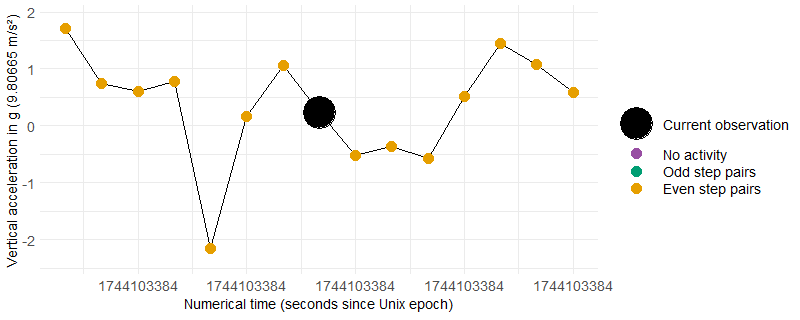 Vertical acceleration in g (9.80665 m/s²)
2
1
0
-1
-2
1744103384 1744103384 1744103384 1744103384 1744103384
Numerical time (seconds since Unix epoch)
Current observation
No activity
Odd step pairs
Even step pairs